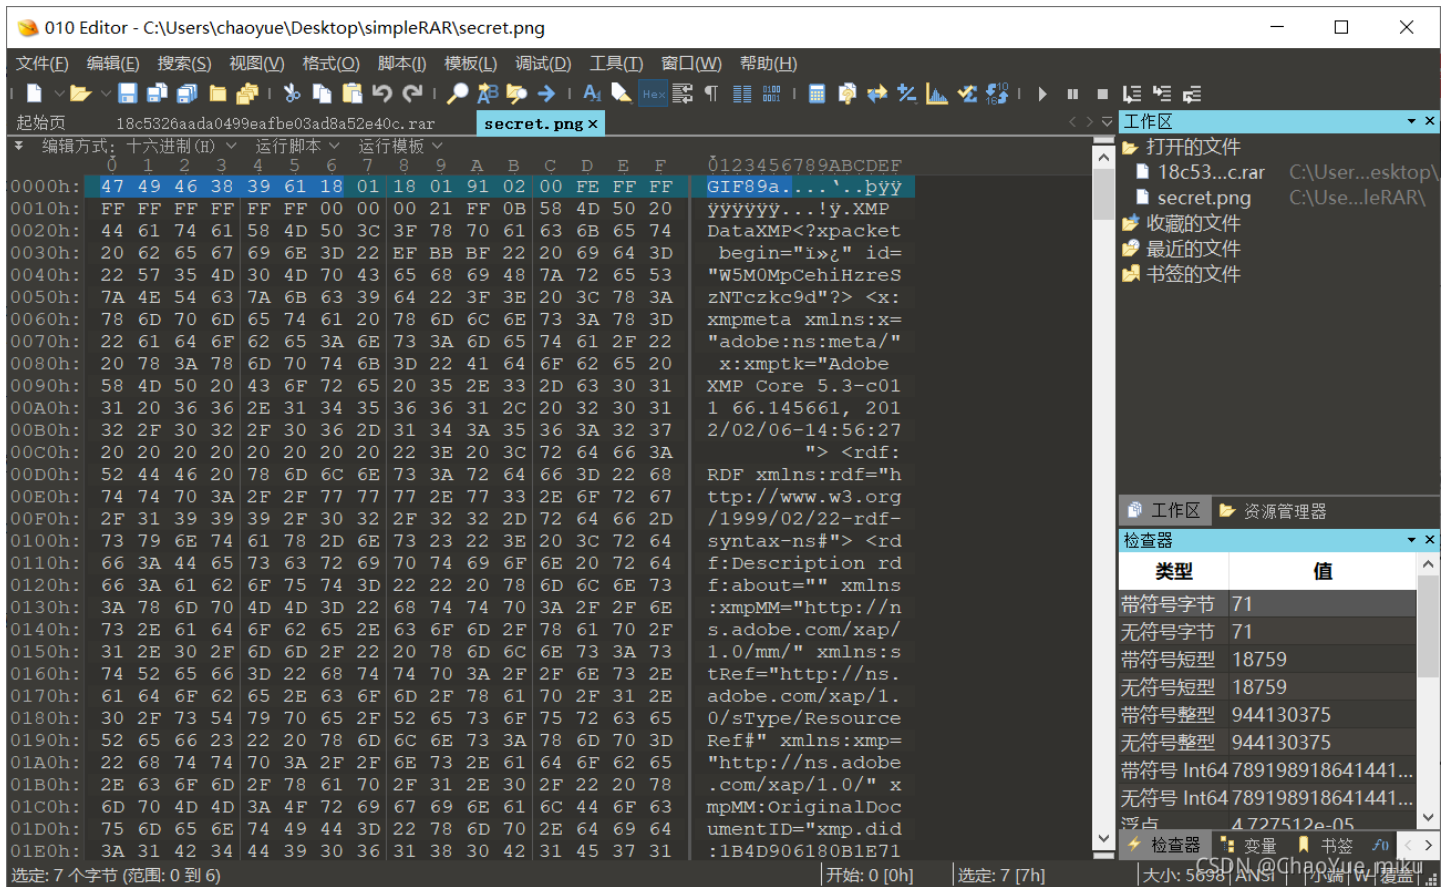 010 Editor - C:\Users\chaoyue\Desktop\simpleRAR\secret.png
文件(F) 编辑(E) 搜索(S) 视图(V) 格式(O) 脚本(I) 模板(L) 调试(D) 工具(T) 窗口(W) 帮助(H)
Hex
起始页 18c5326aada0499eafbe03ad8a52e40c.rar secret.png ×
编辑方式: 十六进制(H) 运行脚本 运行模板
0 1 2 3 4 5 6 7 8 9 A B C D E F 0123456789ABCDEF
0000h: 47 49 46 38 39 61 18 01 18 01 91 02 00 FE FF FF GIF89a....‘..þÿÿ
0010h: FF FF FF FF FF FF 00 00 00 21 FF 0B 58 4D 50 20 ÿÿÿÿÿÿ...!ÿ.XMP
0020h: 44 61 74 61 58 4D 50 3C 3F 78 70 61 63 6B 65 74 DataXMP<?xpacket
0030h: 20 62 65 67 69 6E 3D 22 EF BB BF 22 20 69 64 3D begin="ï»¿" id=
0040h: 22 57 35 4D 30 4D 70 43 65 68 69 48 7A 72 65 53 "W5M0MpCehiHzreS
0050h: 7A 4E 54 63 7A 6B 63 39 64 22 3F 3E 20 3C 78 3A zNTczkc9d"?> <x:
0060h: 78 6D 70 6D 65 74 61 20 78 6D 6C 6E 73 3A 78 3D xmpmeta xmlns:x=
0070h: 22 61 64 6F 62 65 3A 6E 73 3A 6D 65 74 61 2F 22 "adobe:ns:meta/"
0080h: 20 78 3A 78 6D 70 74 6B 3D 22 41 64 6F 62 65 20 x:xmptk="Adobe
0090h: 58 4D 50 20 43 6F 72 65 20 35 2E 33 2D 63 30 31 XMP Core 5.3-c01
00A0h: 31 20 36 36 2E 31 34 35 36 36 31 2C 20 32 30 31 1 66.145661, 201
00B0h: 32 2F 30 32 2F 30 36 2D 31 34 3A 35 36 3A 32 37 2/02/06-14:56:27
00C0h: 20 20 20 20 20 20 20 20 22 3E 20 3C 72 64 66 3A "> <rdf:
00D0h: 52 44 46 20 78 6D 6C 6E 73 3A 72 64 66 3D 22 68 RDF xmlns:rdf="h
00E0h: 74 74 70 3A 2F 2F 77 77 77 2E 77 33 2E 6F 72 67 ttp://www.w3.org
00F0h: 2F 31 39 39 39 2F 30 32 2F 32 32 2D 72 64 66 2D /1999/02/22-rdf-
0100h: 73 79 6E 74 61 78 2D 6E 73 23 22 3E 20 3C 72 64 syntax-ns#"> <rd
0110h: 66 3A 44 65 73 63 72 69 70 74 69 6F 6E 20 72 64 f:Description rd
0120h: 66 3A 61 62 6F 75 74 3D 22 22 20 78 6D 6C 6E 73 f:about="" xmlns
0130h: 3A 78 6D 70 4D 4D 3D 22 68 74 74 70 3A 2F 2F 6E :xmpMM="http://n
0140h: 73 2E 61 64 6F 62 65 2E 63 6F 6D 2F 78 61 70 2F s.adobe.com/xap/
0150h: 31 2E 30 2F 6D 6D 2F 22 20 78 6D 6C 6E 73 3A 73 1.0/mm/" xmlns:s
0160h: 74 52 65 66 3D 22 68 74 74 70 3A 2F 2F 6E 73 2E tRef="http://ns.
0170h: 61 64 6F 62 65 2E 63 6F 6D 2F 78 61 70 2F 31 2E adobe.com/xap/1.
0180h: 30 2F 73 54 79 70 65 2F 52 65 73 6F 75 72 63 65 0/sType/Resource
0190h: 52 65 66 23 22 20 78 6D 6C 6E 73 3A 78 6D 70 3D Ref#" xmlns:xmp=
01A0h: 22 68 74 74 70 3A 2F 2F 6E 73 2E 61 64 6F 62 65 "http://ns.adobe
01B0h: 2E 63 6F 6D 2F 78 61 70 2F 31 2E 30 2F 22 20 78 .com/xap/1.0/" x
01C0h: 6D 70 4D 4D 3A 4F 72 69 67 69 6E 61 6C 44 6F 63 mpMM:OriginalDoc
01D0h: 75 6D 65 6E 74 49 44 3D 22 78 6D 70 2E 64 69 64 umentID="xmp.did
01E0h: 3A 31 42 34 44 39 30 36 31 38 30 42 31 45 37 31 :1B4D906180B1E71
工作区
打开的文件
18c53...c.rar C:\User...esktop\
secret.png C:\Use...leRAR\
收藏的文件
最近的文件
书签的文件
工作区 资源管理器
检查器
类型 值
带符号字节 71
无符号字节 71
带符号短型 18759
无符号短型 18759
带符号整型 944130375
无符号整型 944130375
带符号 Int64 789198918641441...
无符号 Int64 789198918641441...
浮点 4.727512e-05
检查器 变量 书签 f0
选定: 7 个字节 (范围: 0 到 6) 开始: 0 [0h] 选定: 7 [7h] 大小: 5698 ANSI 小端 W 覆盖
CSDN @ChaoYue_miku